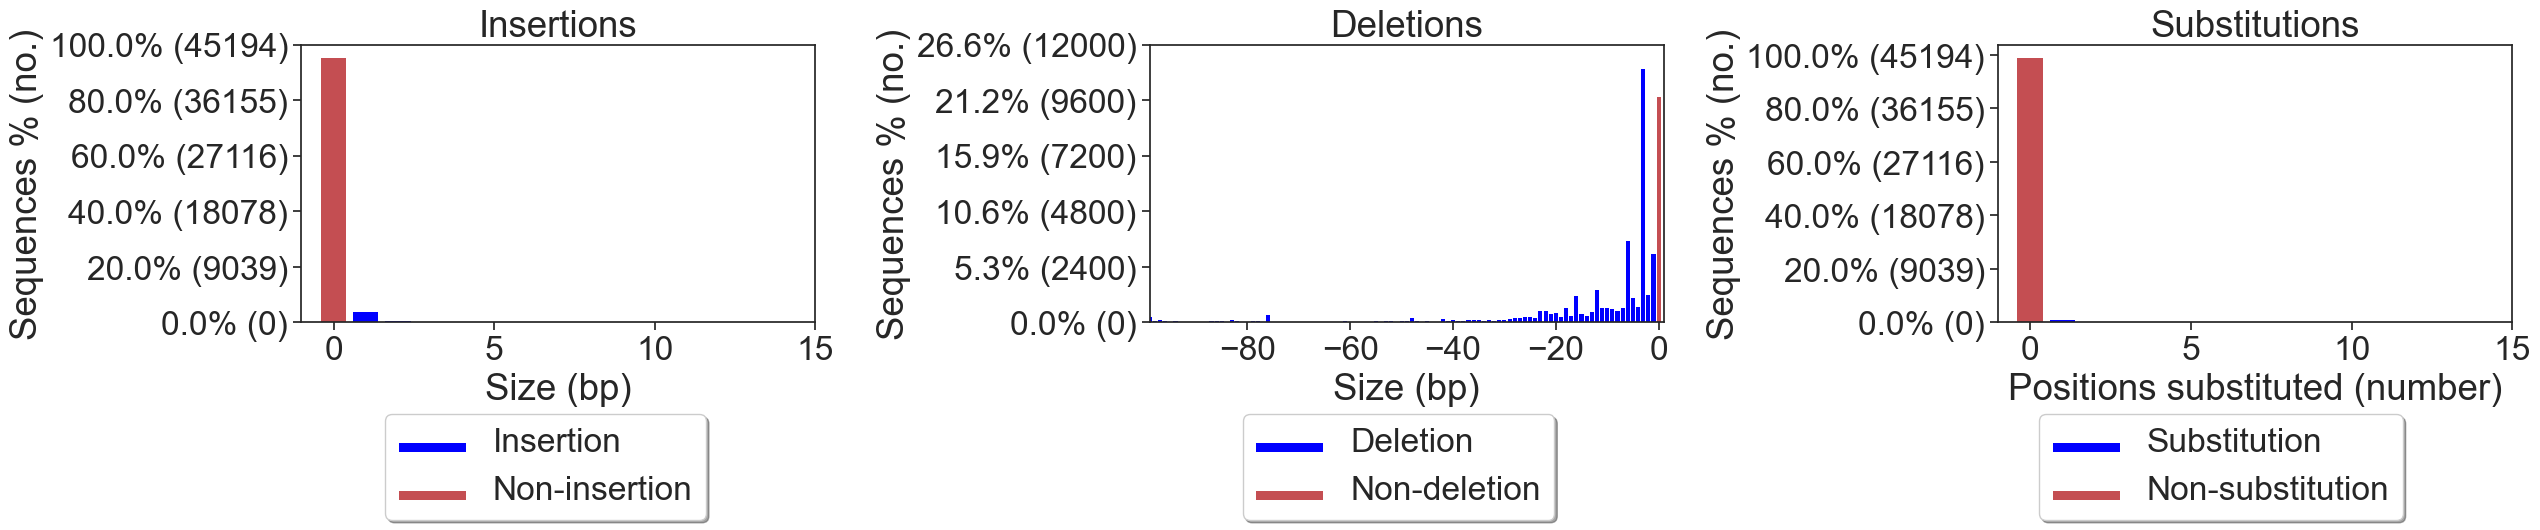 Insertions
Sequences % (no.)
100.0% (45194)
80.0% (36155)
60.0% (27116)
40.0% (18078)
20.0% (9039)
0.0% (0)
0
5
10
15
Size (bp)
Insertion
Non-insertion
Deletions
Sequences % (no.)
26.6% (12000)
21.2% (9600)
15.9% (7200)
10.6% (4800)
5.3% (2400)
0.0% (0)
−80
−60
−40
−20
0
Size (bp)
Deletion
Non-deletion
Substitutions
Sequences % (no.)
100.0% (45194)
80.0% (36155)
60.0% (27116)
40.0% (18078)
20.0% (9039)
0.0% (0)
0
5
10
15
Positions substituted (number)
Substitution
Non-substitution